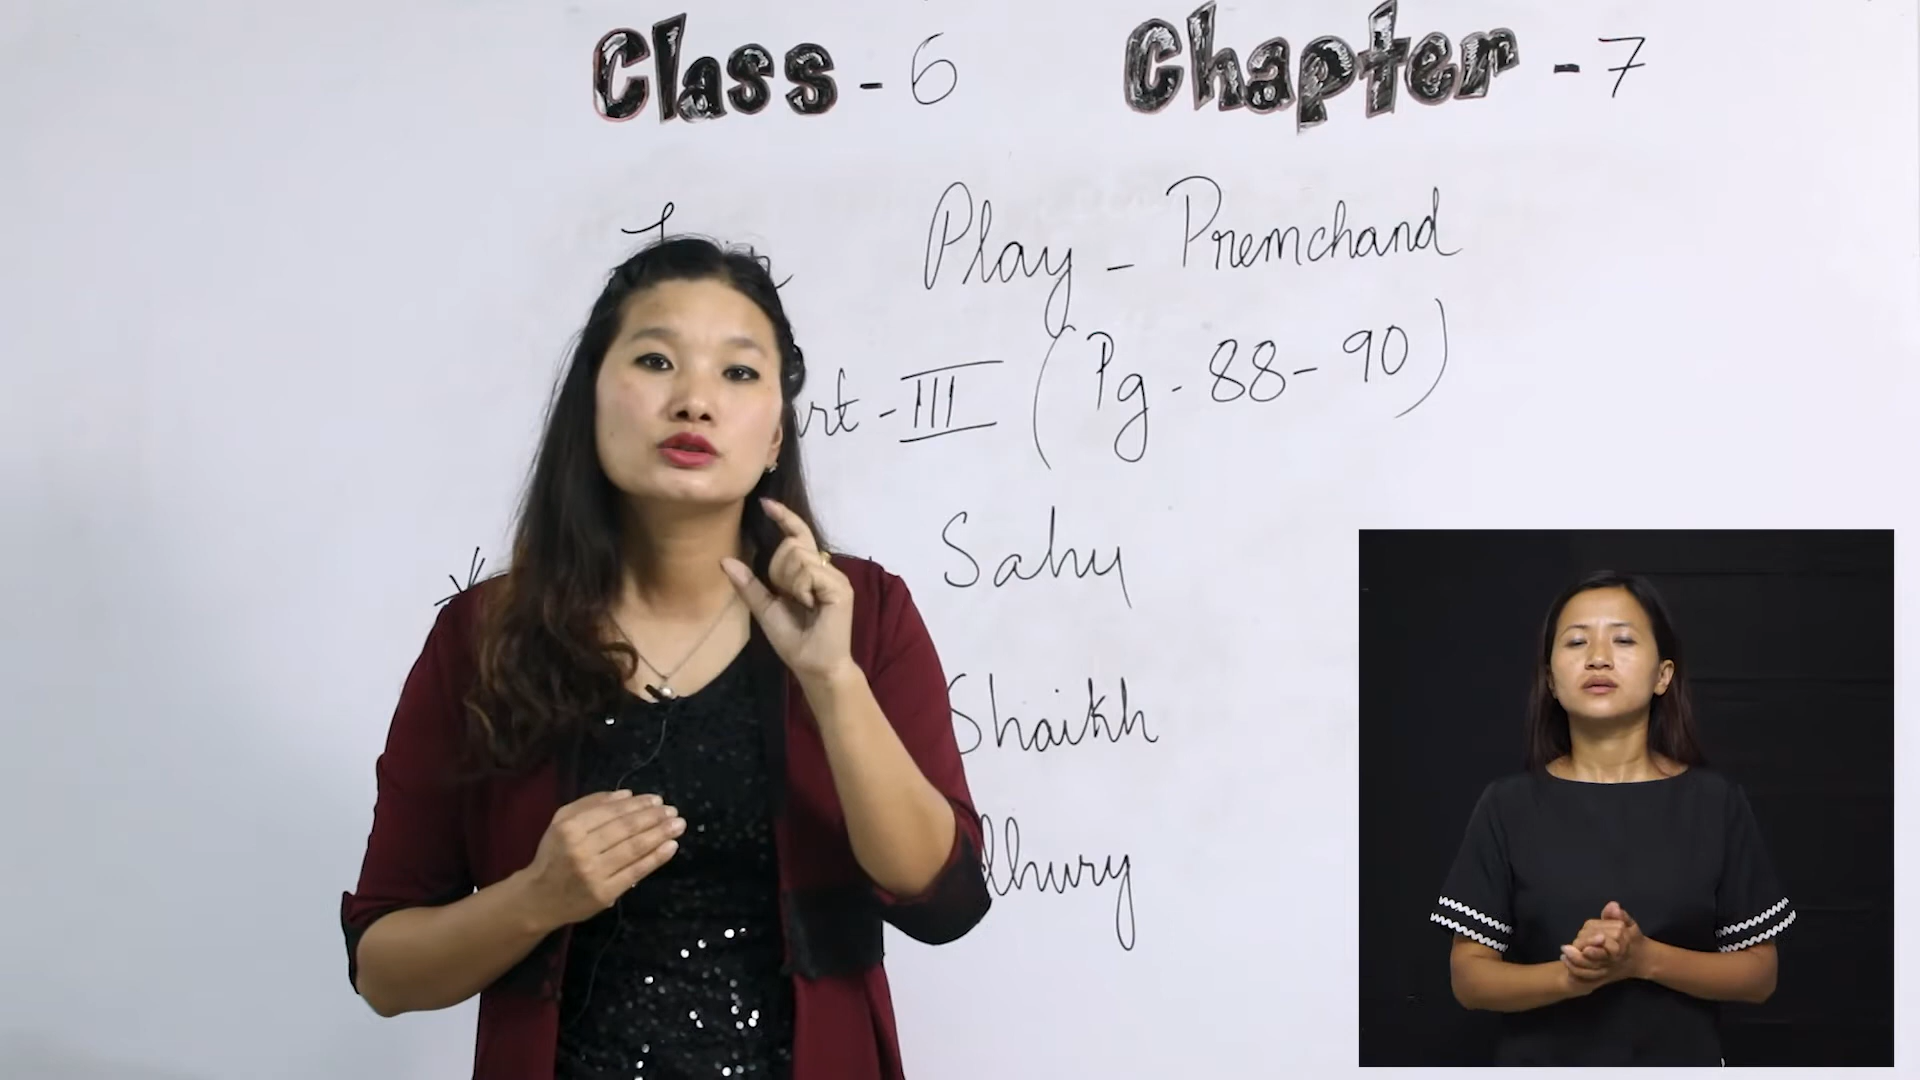 Class - 6 Chapter - 7
Play - Premchand
- III (Pg - 88 - 90)
Sahu
Shaikh